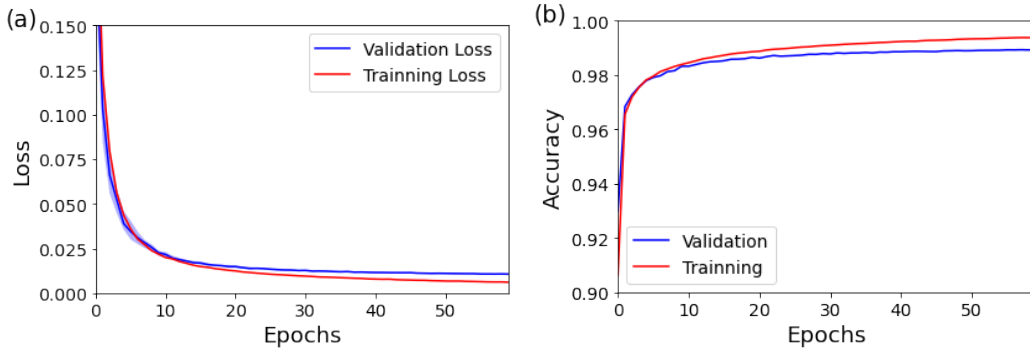 (a)
0.150
0.125
0.100
0.075
0.050
0.025
0.000
Loss
Validation Loss
Trainning Loss
0 10 20 30 40 50
Epochs
(b)
1.00
0.98
0.96
0.94
0.92
0.90
Accuracy
Validation
Trainning
0 10 20 30 40 50
Epochs